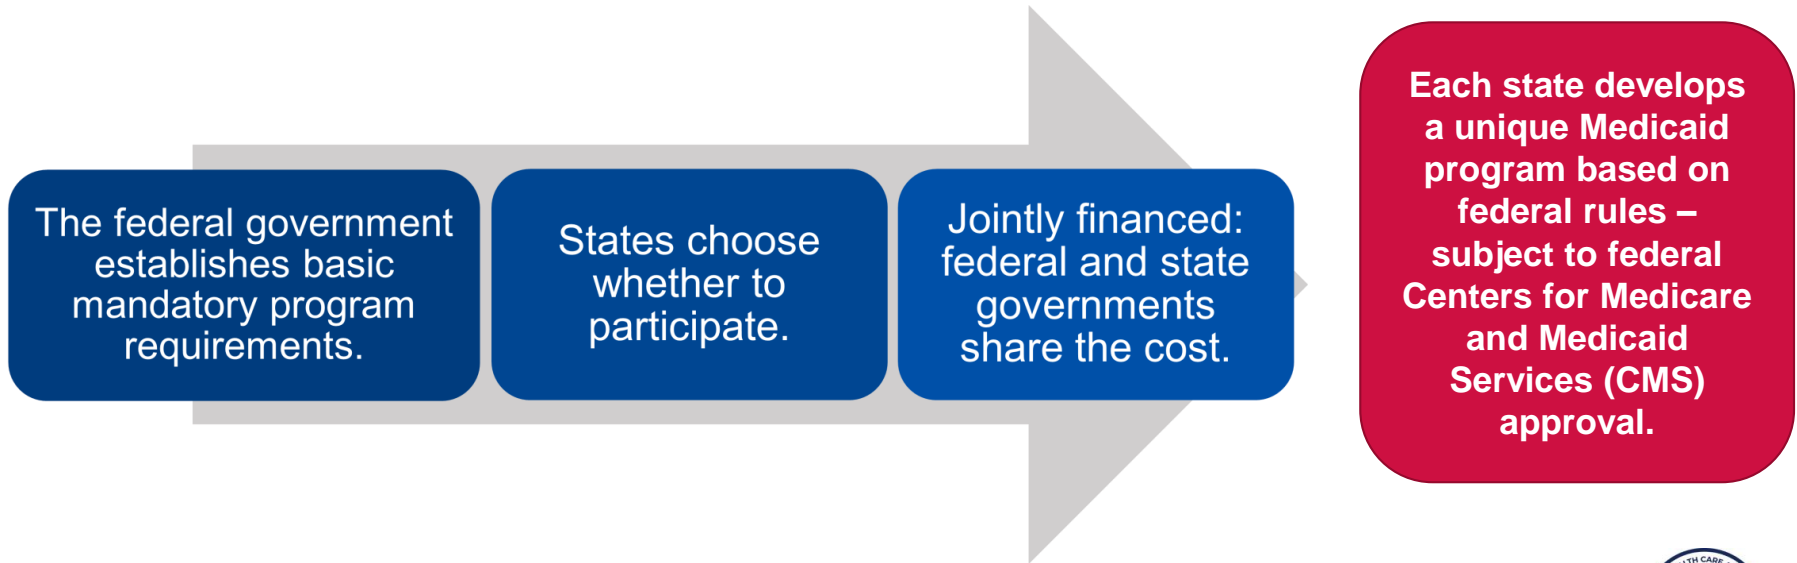 The federal government
establishes basic
mandatory program
requirements.
States choose
whether to
participate.
Jointly financed:
federal and state
governments
share the cost.
Each state develops
a unique Medicaid
program based on
federal rules –
subject to federal
Centers for Medicare
and Medicaid
Services (CMS)
approval.
TH CARE